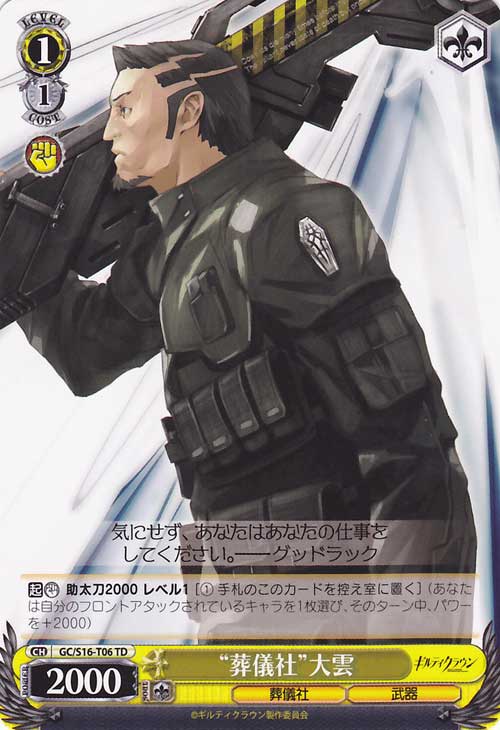 LEVEL
1
1
COST
気にせず、あなたはあなたの仕事を
してください。——グッドラック
起 助太刀2000 レベル1 [① 手札のこのカードを控え室に置く] (あなた
は自分のフロントアタックされているキャラを1枚選び、そのターン中、パワー
を+2000)
CH GC/S16-T06 TD
POWER
2000
SOUL
“葬儀社”大雲
ギルティクラウン
葬儀社
武器
©ギルティクラウン製作委員会